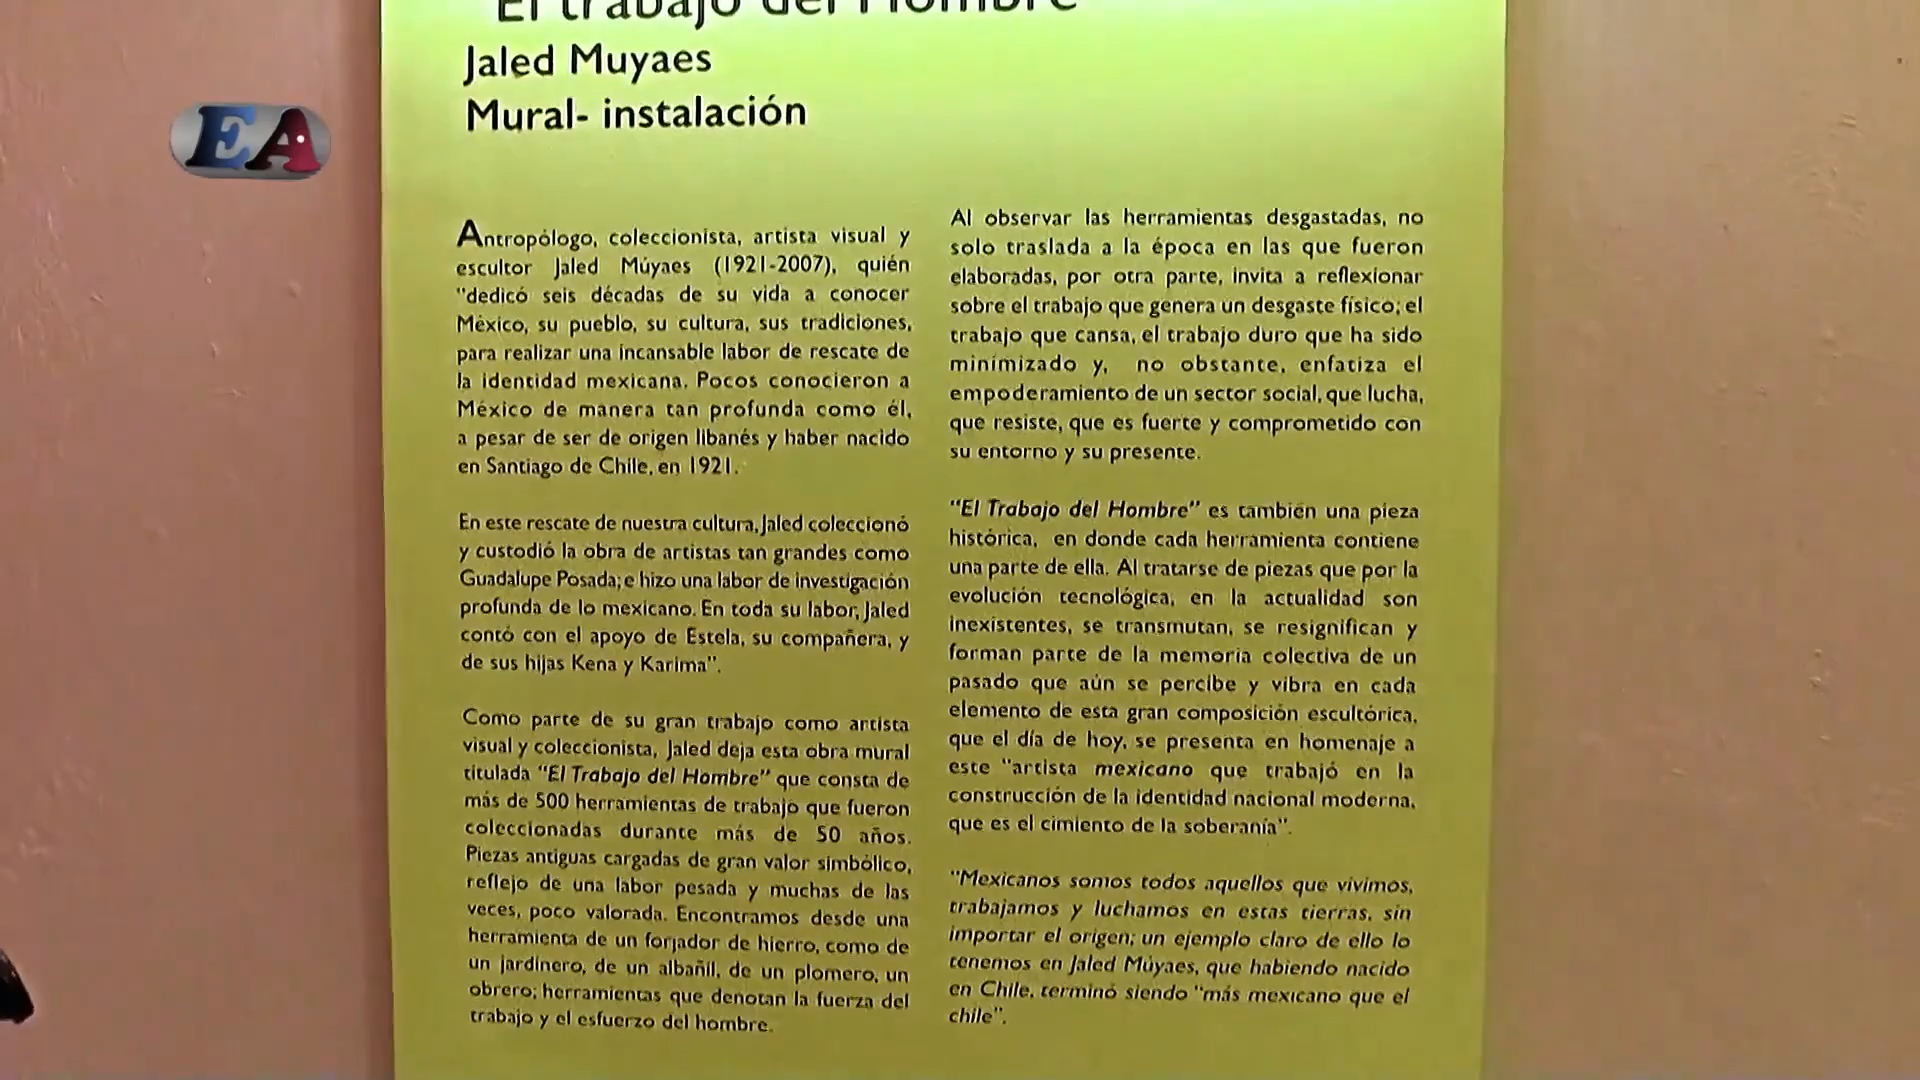 El trabajo del Hombre
Jaled Muyaes
Mural- instalación
EA
Antropólogo, coleccionista, artista visual y
escultor Jaled Múyaes (1921-2007), quién
"dedicó seis décadas de su vida a conocer
México, su pueblo, su cultura, sus tradiciones,
para realizar una incansable labor de rescate de
la identidad mexicana. Pocos conocieron a
México de manera tan profunda como él,
a pesar de ser de origen libanés y haber nacido
en Santiago de Chile, en 1921.
En este rescate de nuestra cultura, Jaled coleccionó
y custodió la obra de artistas tan grandes como
Guadalupe Posada; e hizo una labor de investigación
profunda de lo mexicano. En toda su labor, Jaled
contó con el apoyo de Estela, su compañera, y
de sus hijas Kena y Karima".
Como parte de su gran trabajo como artista
visual y coleccionista, Jaled deja esta obra mural
titulada "El Trabajo del Hombre" que consta de
más de 500 herramientas de trabajo que fueron
coleccionadas durante más de 50 años.
Piezas antiguas cargadas de gran valor simbólico,
reflejo de una labor pesada y muchas de las
veces, poco valorada. Encontramos desde una
herramienta de un forjador de hierro, como de
un jardinero, de un albañil, de un plomero, un
obrero; herramientas que denotan la fuerza del
trabajo y el esfuerzo del hombre.
Al observar las herramientas desgastadas, no
solo traslada a la época en las que fueron
elaboradas, por otra parte, invita a reflexionar
sobre el trabajo que genera un desgaste físico; el
trabajo que cansa, el trabajo duro que ha sido
minimizado y, no obstante, enfatiza el
empoderamiento de un sector social, que lucha,
que resiste, que es fuerte y comprometido con
su entorno y su presente.
"El Trabajo del Hombre" es también una pieza
histórica, en donde cada herramienta contiene
una parte de ella. Al tratarse de piezas que por la
evolución tecnológica, en la actualidad son
inexistentes, se transmutan, se resignifican y
forman parte de la memoria colectiva de un
pasado que aún se percibe y vibra en cada
elemento de esta gran composición escultórica,
que el día de hoy, se presenta en homenaje a
este "artista mexicano que trabajó en la
construcción de la identidad nacional moderna,
que es el cimiento de la soberanía".
"Mexicanos somos todos aquellos que vivimos,
trabajamos y luchamos en estas tierras, sin
importar el origen; un ejemplo claro de ello lo
tenemos en Jaled Múyaes, que habiendo nacido
en Chile, terminó siendo "más mexicano que el
chile".